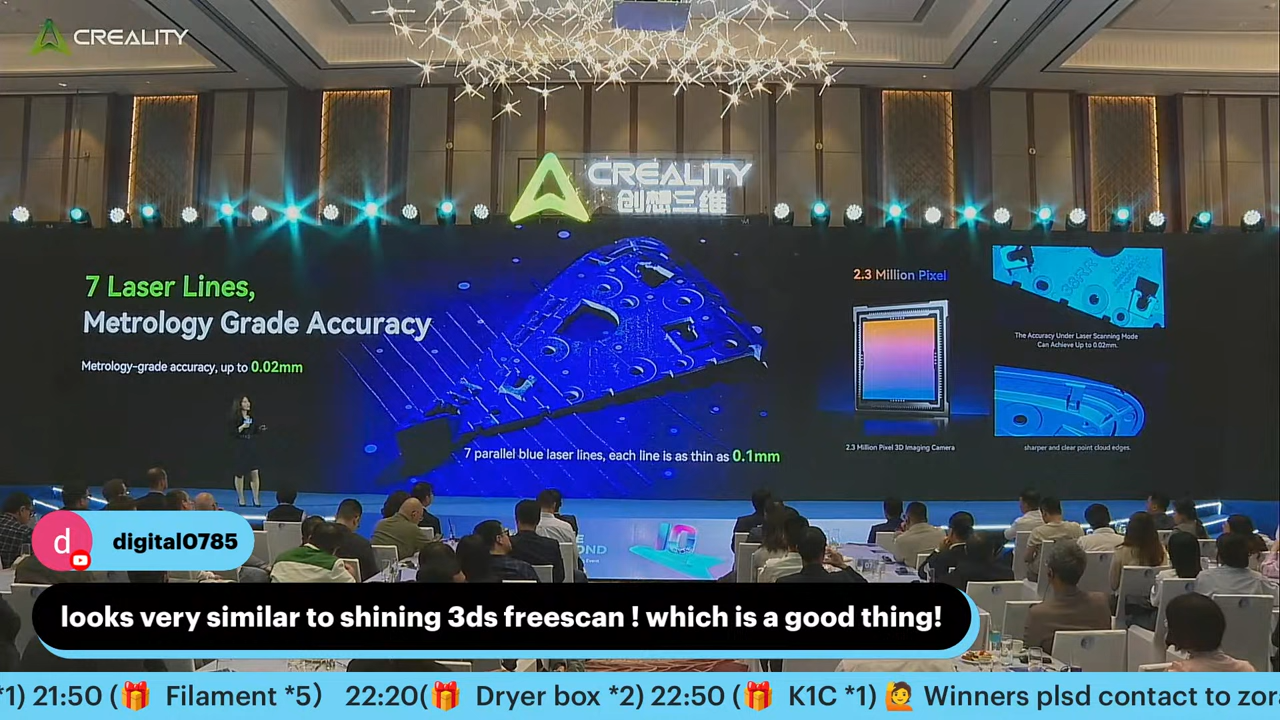 CREALITY
CREALITY
创想三维
7 Laser Lines,
Metrology Grade Accuracy
Metrology-grade accuracy, up to 0.02mm
7 parallel blue laser lines, each line is as thin as 0.1mm
2.3 Million Pixel
2.3 Million Pixel 3D Imaging Camera
The Accuracy Under Laser Scanning Mode
Can Achieve Up to 0.02mm.
sharper and clear point cloud edges.
10
d
digital0785
looks very similar to shining 3ds freescan ! which is a good thing!
*1) 21:50 (🎁 Filament *5) 22:20(🎁 Dryer box *2) 22:50 (🎁 K1C *1) 🙋 Winners plsd contact to zor